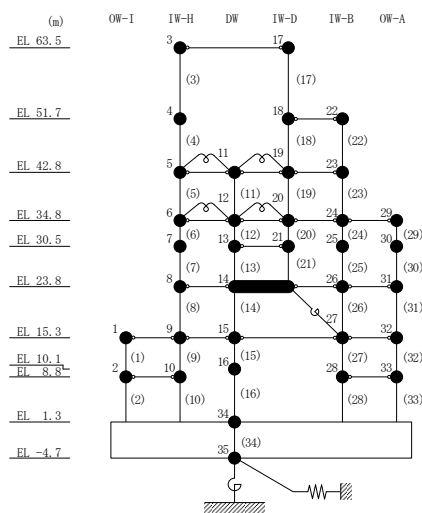 (m) OW-I IW-H DW IW-D IW-B OW-A
EL 63.5 3 17
(3) (17)
EL 51.7 4 18 22
(4) (18) (22)
11 19
EL 42.8 5 23
(5) (11) (19) (23)
12 20
EL 34.8 6 24 29
(6) (12) (20) (24) (29)
EL 30.5 7 13 21 25 30
(7) (13) (21) (25) (30)
EL 23.8 8 14 26 31
(8) (14) (26) (31)
27
EL 15.3 1 9 15 32
(1) (9) (15) (27) (32)
EL 10.1 16
EL 8.8 2 10 28 33
(2) (10) (16) (28) (33)
EL 1.3 34
(34)
EL -4.7 35